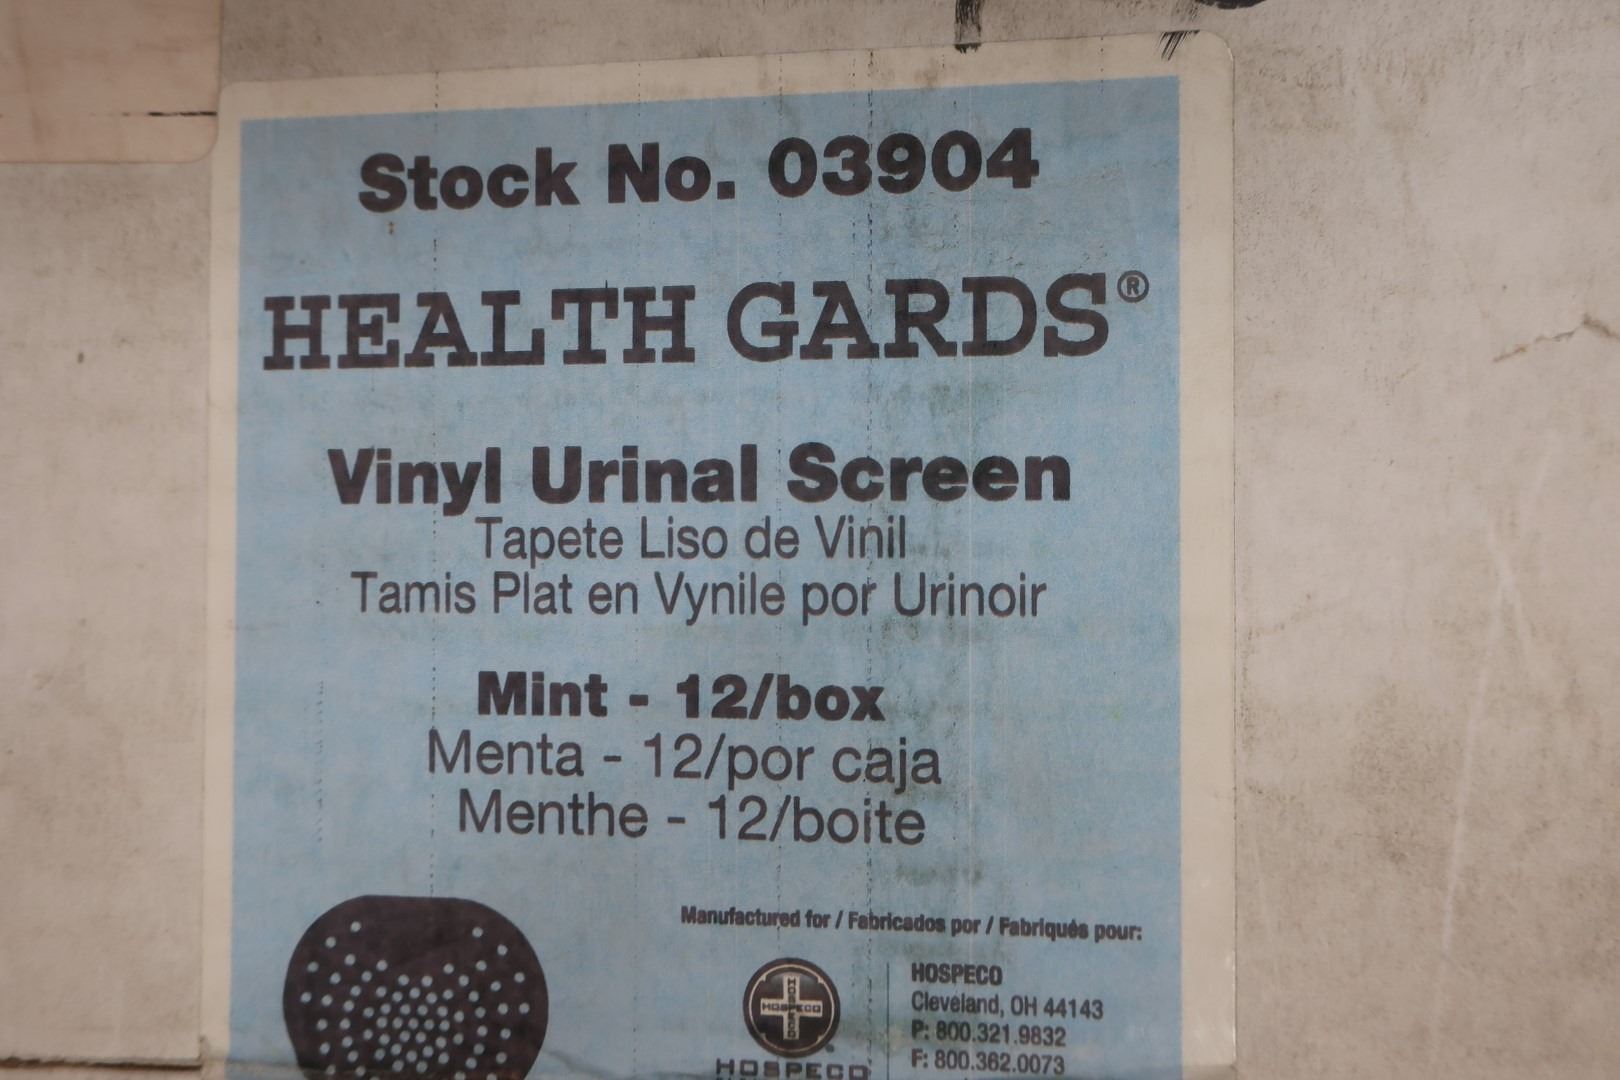 Stock No. 03904
HEALTH GARDS®
Vinyl Urinal Screen
Tapete Liso de Vinil
Tamis Plat en Vynile por Urinoir
Mint - 12/box
Menta - 12/por caja
Menthe - 12/boite
Manufactured for / Fabricados por / Fabriqués pour:
HOSPECO
HOSPECO
HOSPECO
HOSPECO
Cleveland, OH 44143
P: 800.321.9832
F: 800.362.0073